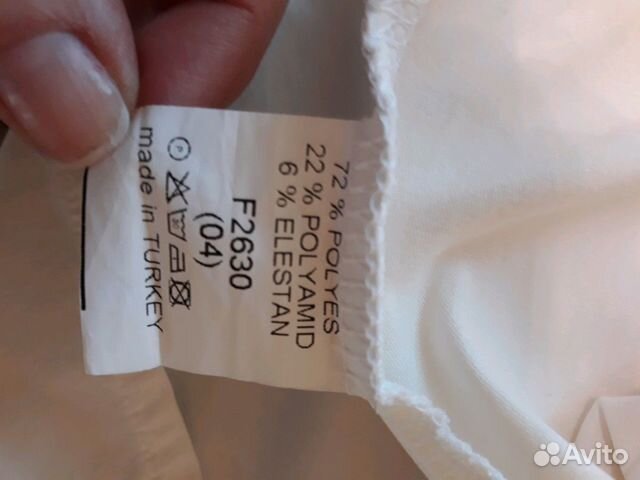 72 % POLYES
22 % POLYAMID
6 % ELESTAN
F2630
(04)
P
made in TURKEY
Avito